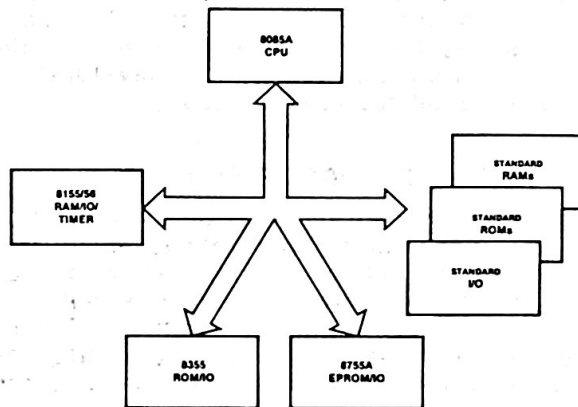 8085A
CPU
8155/56
RAM/IO/
TIMER
STANDARD
RAMs
STANDARD
ROMs
STANDARD
I/O
8355
ROM/IO
8755A
EPROM/IO